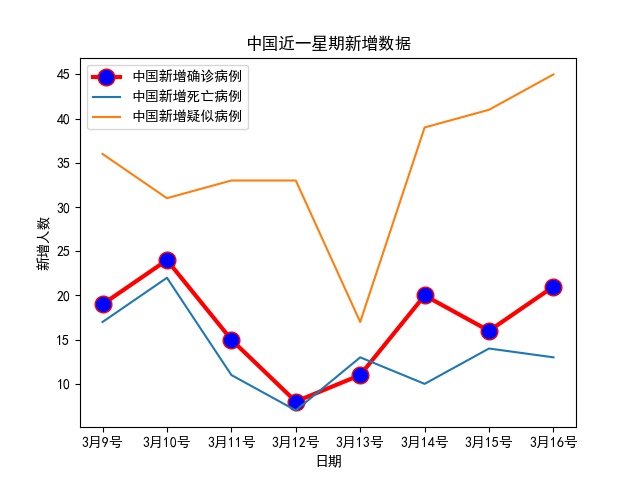 中国近一星期新增数据
中国新增确诊病例
中国新增死亡病例
中国新增疑似病例
45
40
35
30
25
20
15
10
新增人数
3月9号 3月10号 3月11号 3月12号 3月13号 3月14号 3月15号 3月16号
日期